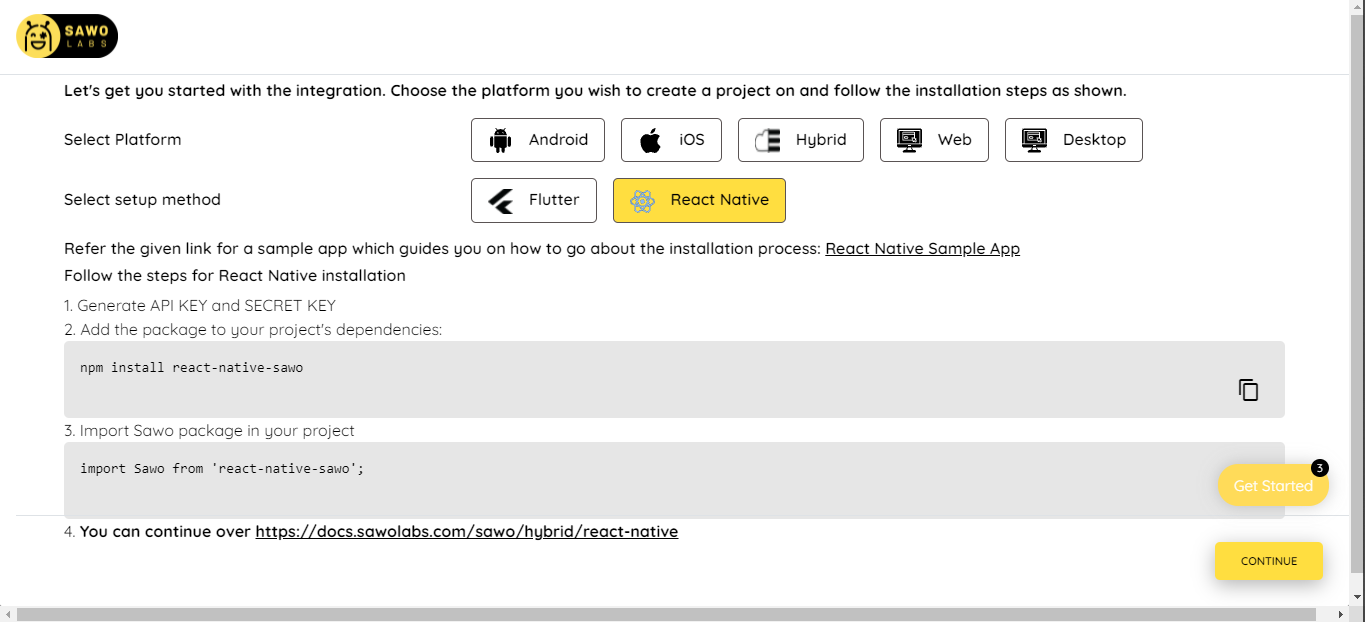 SAWO
LABS
Let's get you started with the integration. Choose the platform you wish to create a project on and follow the installation steps as shown.
Select Platform
Android
iOS
Hybrid
Web
Desktop
Select setup method
Flutter
React Native
Refer the given link for a sample app which guides you on how to go about the installation process: React Native Sample App
Follow the steps for React Native installation
1. Generate API KEY and SECRET KEY
2. Add the package to your project's dependencies:
npm install react-native-sawo
3. Import Sawo package in your project
import Sawo from 'react-native-sawo';
3
Get Started
4. You can continue over https://docs.sawolabs.com/sawo/hybrid/react-native
CONTINUE